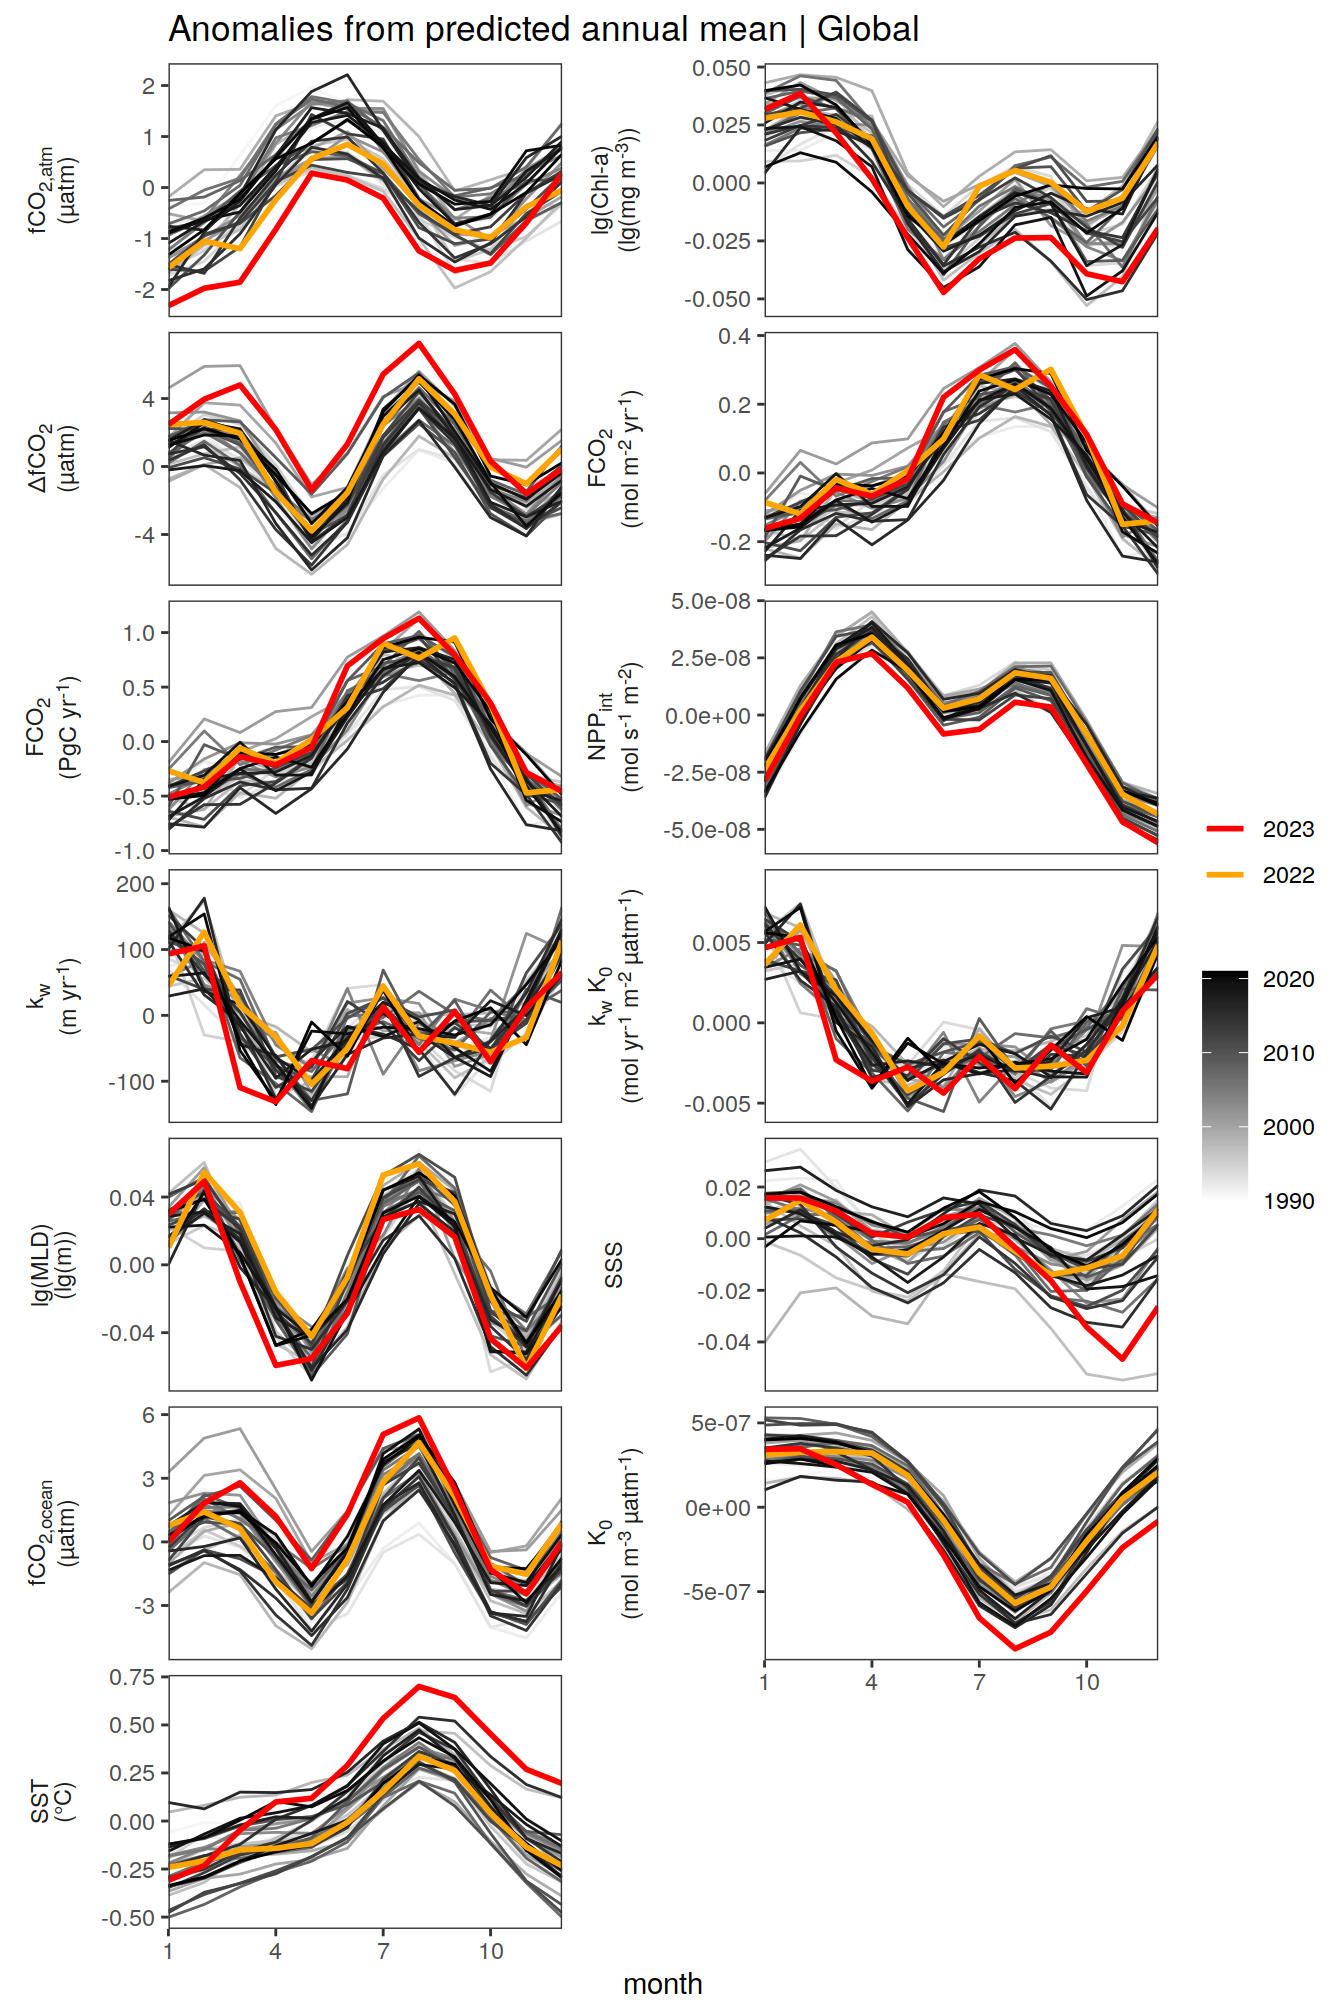 Anomalies from predicted annual mean | Global
fCO2,atm
(µatm)
2
1
0
-1
-2
lg(Chl-a)
(lg(mg m-3))
0.050
0.025
0.000
-0.025
-0.050
ΔfCO2
(µatm)
4
0
-4
FCO2
(mol m-2 yr-1)
0.4
0.2
0.0
-0.2
FCO2
(PgC yr-1)
1.0
0.5
0.0
-0.5
-1.0
NPPint
(mol s-1 m-2)
5.0e-08
2.5e-08
0.0e+00
-2.5e-08
-5.0e-08
kw
(m yr-1)
200
100
0
-100
kw K0
(mol yr-1 m-2 µatm-1)
0.005
0.000
-0.005
lg(MLD)
(lg(m))
0.04
0.00
-0.04
SSS
0.02
0.00
-0.02
-0.04
fCO2,ocean
(µatm)
6
3
0
-3
K0
(mol m-3 µatm-1)
5e-07
0e+00
-5e-07
1 4 7 10
SST
(°C)
0.75
0.50
0.25
0.00
-0.25
-0.50
1 4 7 10
month
2023
2022
2020
2010
2000
1990